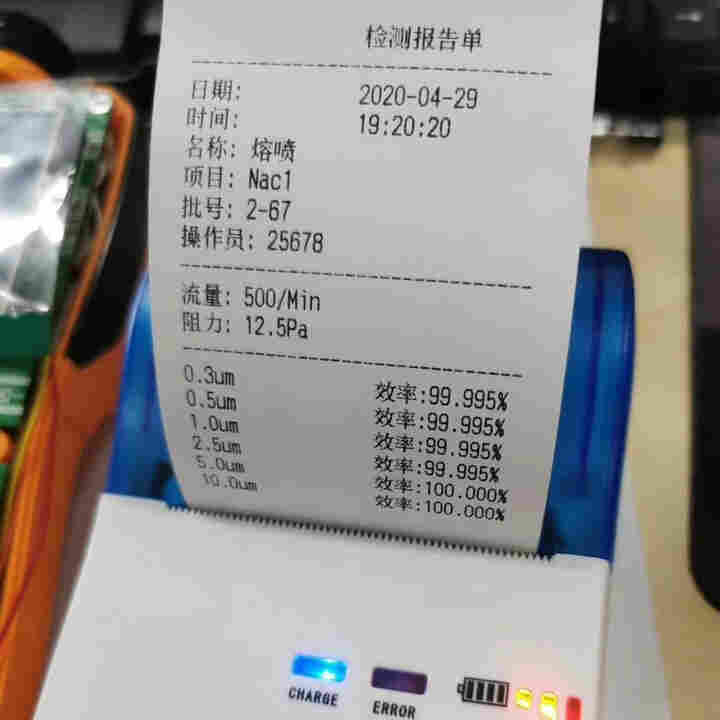 检测报告单
日期: 2020-04-29
时间: 19:20:20
名称: 熔喷
项目: Nacl
批号: 2-67
操作员: 25678
流量: 500/Min
阻力: 12.5Pa
0.3um 效率:99.995%
0.5um 效率:99.995%
1.0um 效率:99.995%
2.5um 效率:99.995%
5.0um 效率:100.000%
10.0um 效率:100.000%
CHARGE ERROR